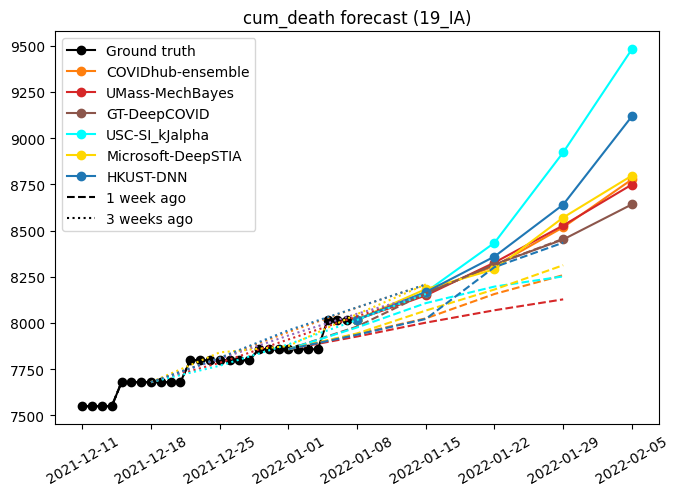 cum_death forecast (19_IA)
9500
9250
9000
8750
8500
8250
8000
7750
7500
Ground truth
COVIDhub-ensemble
UMass-MechBayes
GT-DeepCOVID
USC-SI_kJalpha
Microsoft-DeepSTIA
HKUST-DNN
1 week ago
3 weeks ago
2021-12-11
2021-12-18
2021-12-25
2022-01-01
2022-01-08
2022-01-15
2022-01-22
2022-01-29
2022-02-05